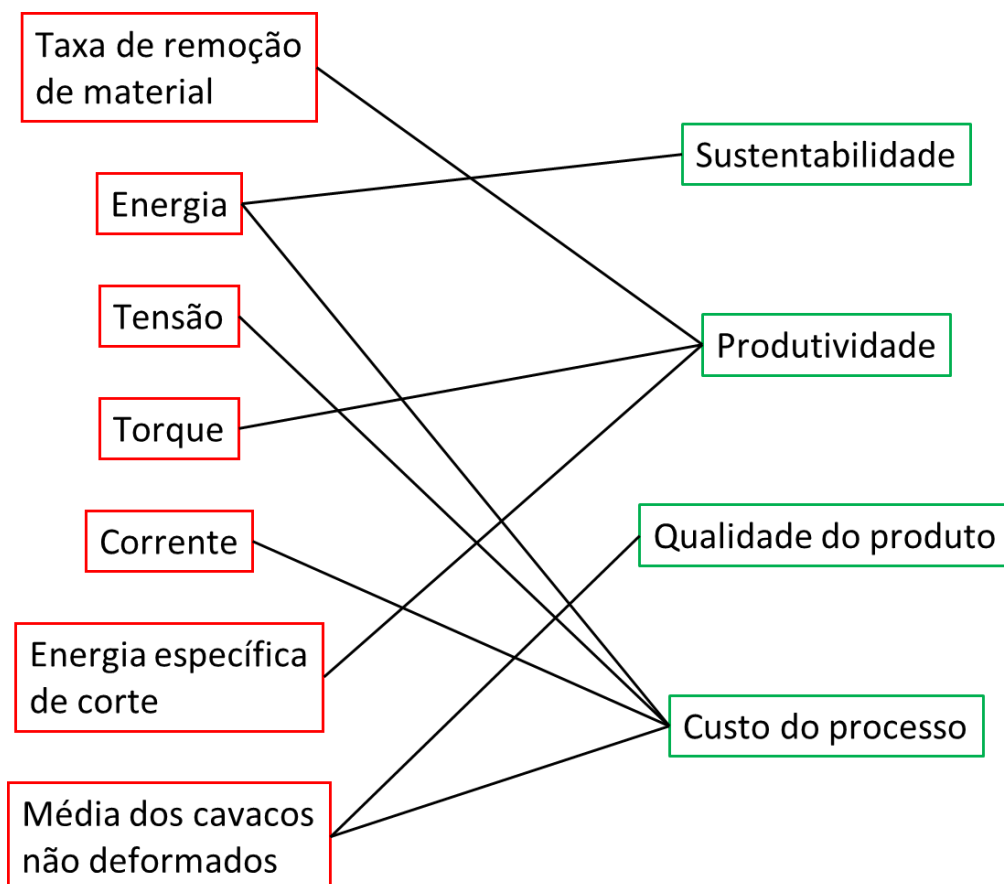 Taxa de remoção
de material
Energia
Tensão
Torque
Corrente
Energia específica
de corte
Média dos cavacos
não deformados
Sustentabilidade
Produtividade
Qualidade do produto
Custo do processo